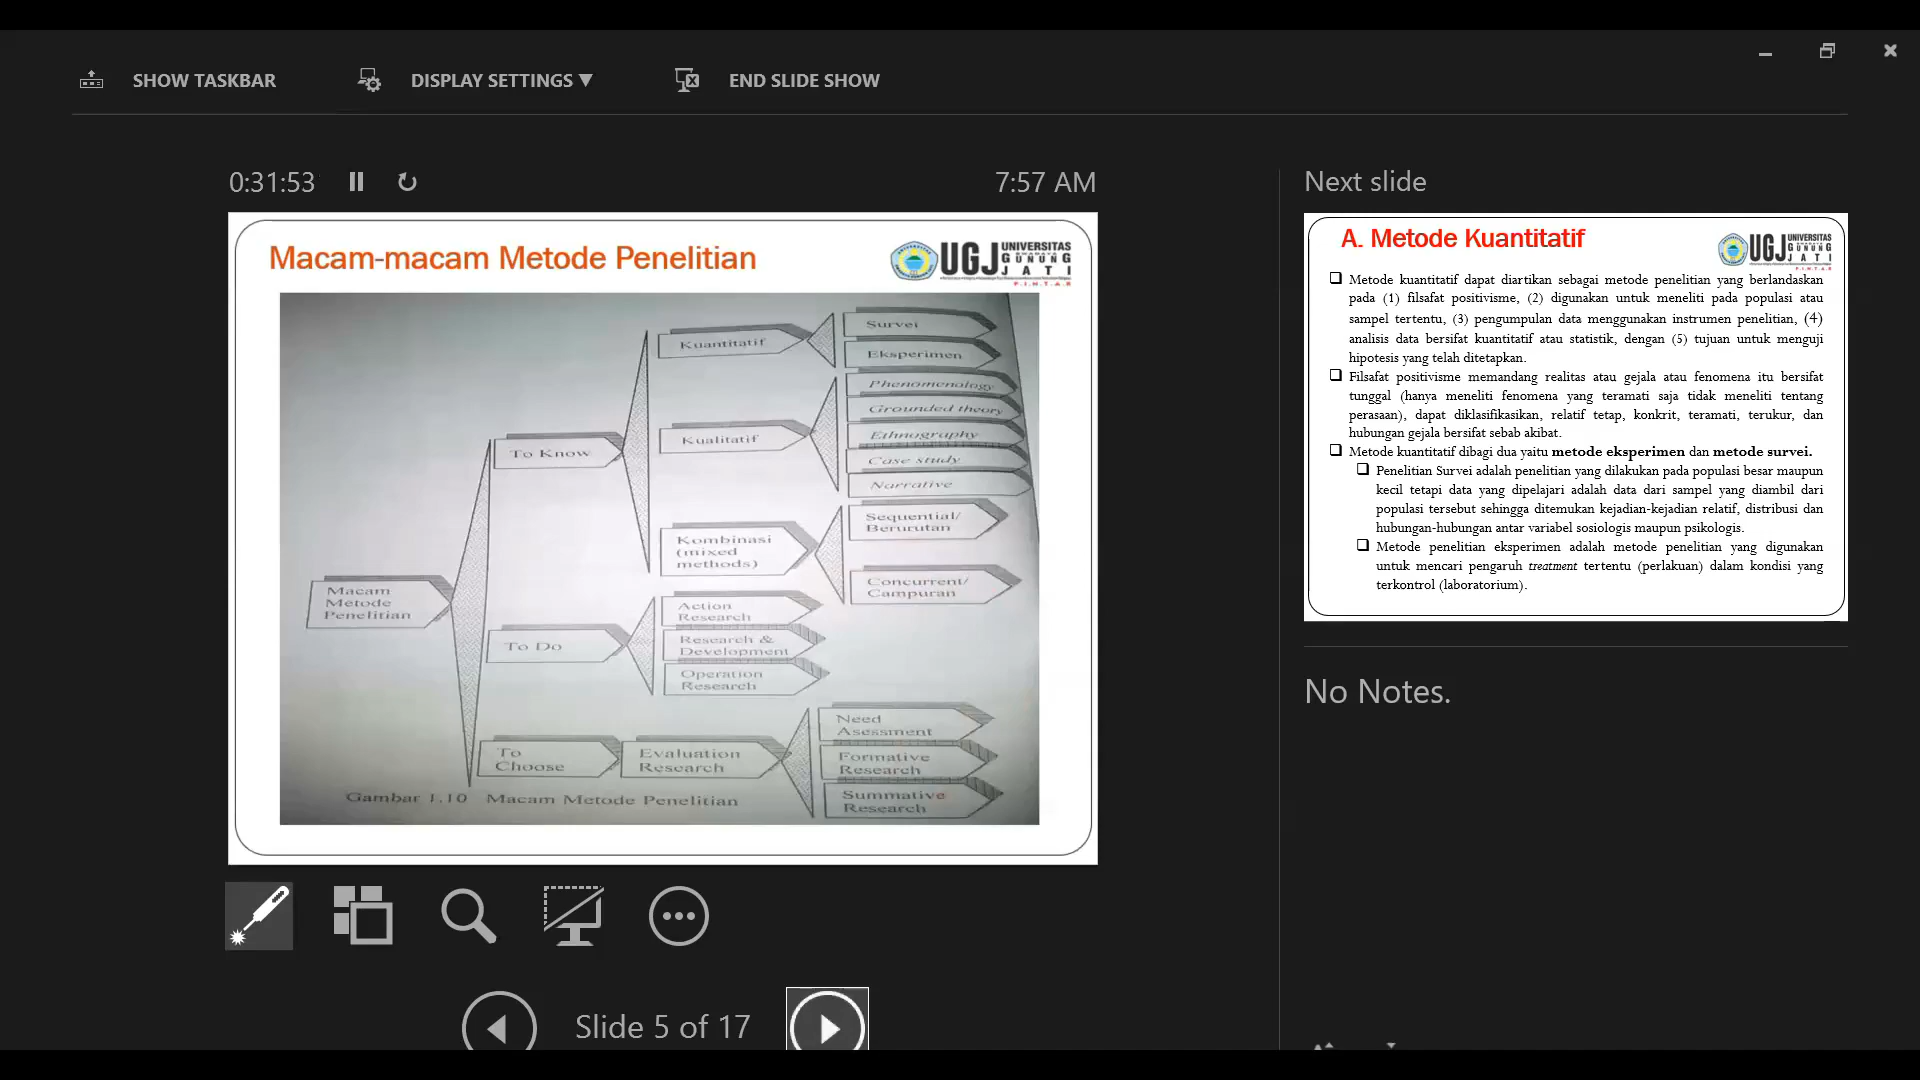 SHOW TASKBAR
DISPLAY SETTINGS ▼
END SLIDE SHOW
0:31:53
7:57 AM
Macam-macam Metode Penelitian
UGJ UNIVERSITAS
GUNUNG
JATI
P.I.N.T.A.R
Macam
Metode
Penelitian
To Know
Kuantitatif
Survei
Eksperimen
Kualitatif
Phenomenology
Grounded theory
Ethnography
Case study
Narrative
Kombinasi
(mixed
methods)
Sequential/
Berurutan
Concurrent/
Campuran
To Do
Action
Research
Research &
Development
Operation
Research
To
Choose
Evaluation
Research
Need
Asessment
Formative
Research
Summative
Research
Gambar 1.10 Macam Metode Penelitian
Slide 5 of 17
Next slide
A. Metode Kuantitatif
UGJ UNIVERSITAS
GUNUNG
JATI
P.I.N.T.A.R
❑ Metode kuantitatif dapat diartikan sebagai metode penelitian yang berlandaskan
pada (1) filsafat positivisme, (2) digunakan untuk meneliti pada populasi atau
sampel tertentu, (3) pengumpulan data menggunakan instrumen penelitian, (4)
analisis data bersifat kuantitatif atau statistik, dengan (5) tujuan untuk menguji
hipotesis yang telah ditetapkan.
❑ Filsafat positivisme memandang realitas atau gejala atau fenomena itu bersifat
tunggal (hanya meneliti fenomena yang teramati saja tidak meneliti tentang
perasaan), dapat diklasifikasikan, relatif tetap, konkrit, teramati, terukur, dan
hubungan gejala bersifat sebab akibat.
❑ Metode kuantitatif dibagi dua yaitu metode eksperimen dan metode survei.
❑ Penelitian Survei adalah penelitian yang dilakukan pada populasi besar maupun
kecil tetapi data yang dipelajari adalah data dari sampel yang diambil dari
populasi tersebut sehingga ditemukan kejadian-kejadian relatif, distribusi dan
hubungan-hubungan antar variabel sosiologis maupun psikologis.
❑ Metode penelitian eksperimen adalah metode penelitian yang digunakan
untuk mencari pengaruh treatment tertentu (perlakuan) dalam kondisi yang
terkontrol (laboratorium).
No Notes.